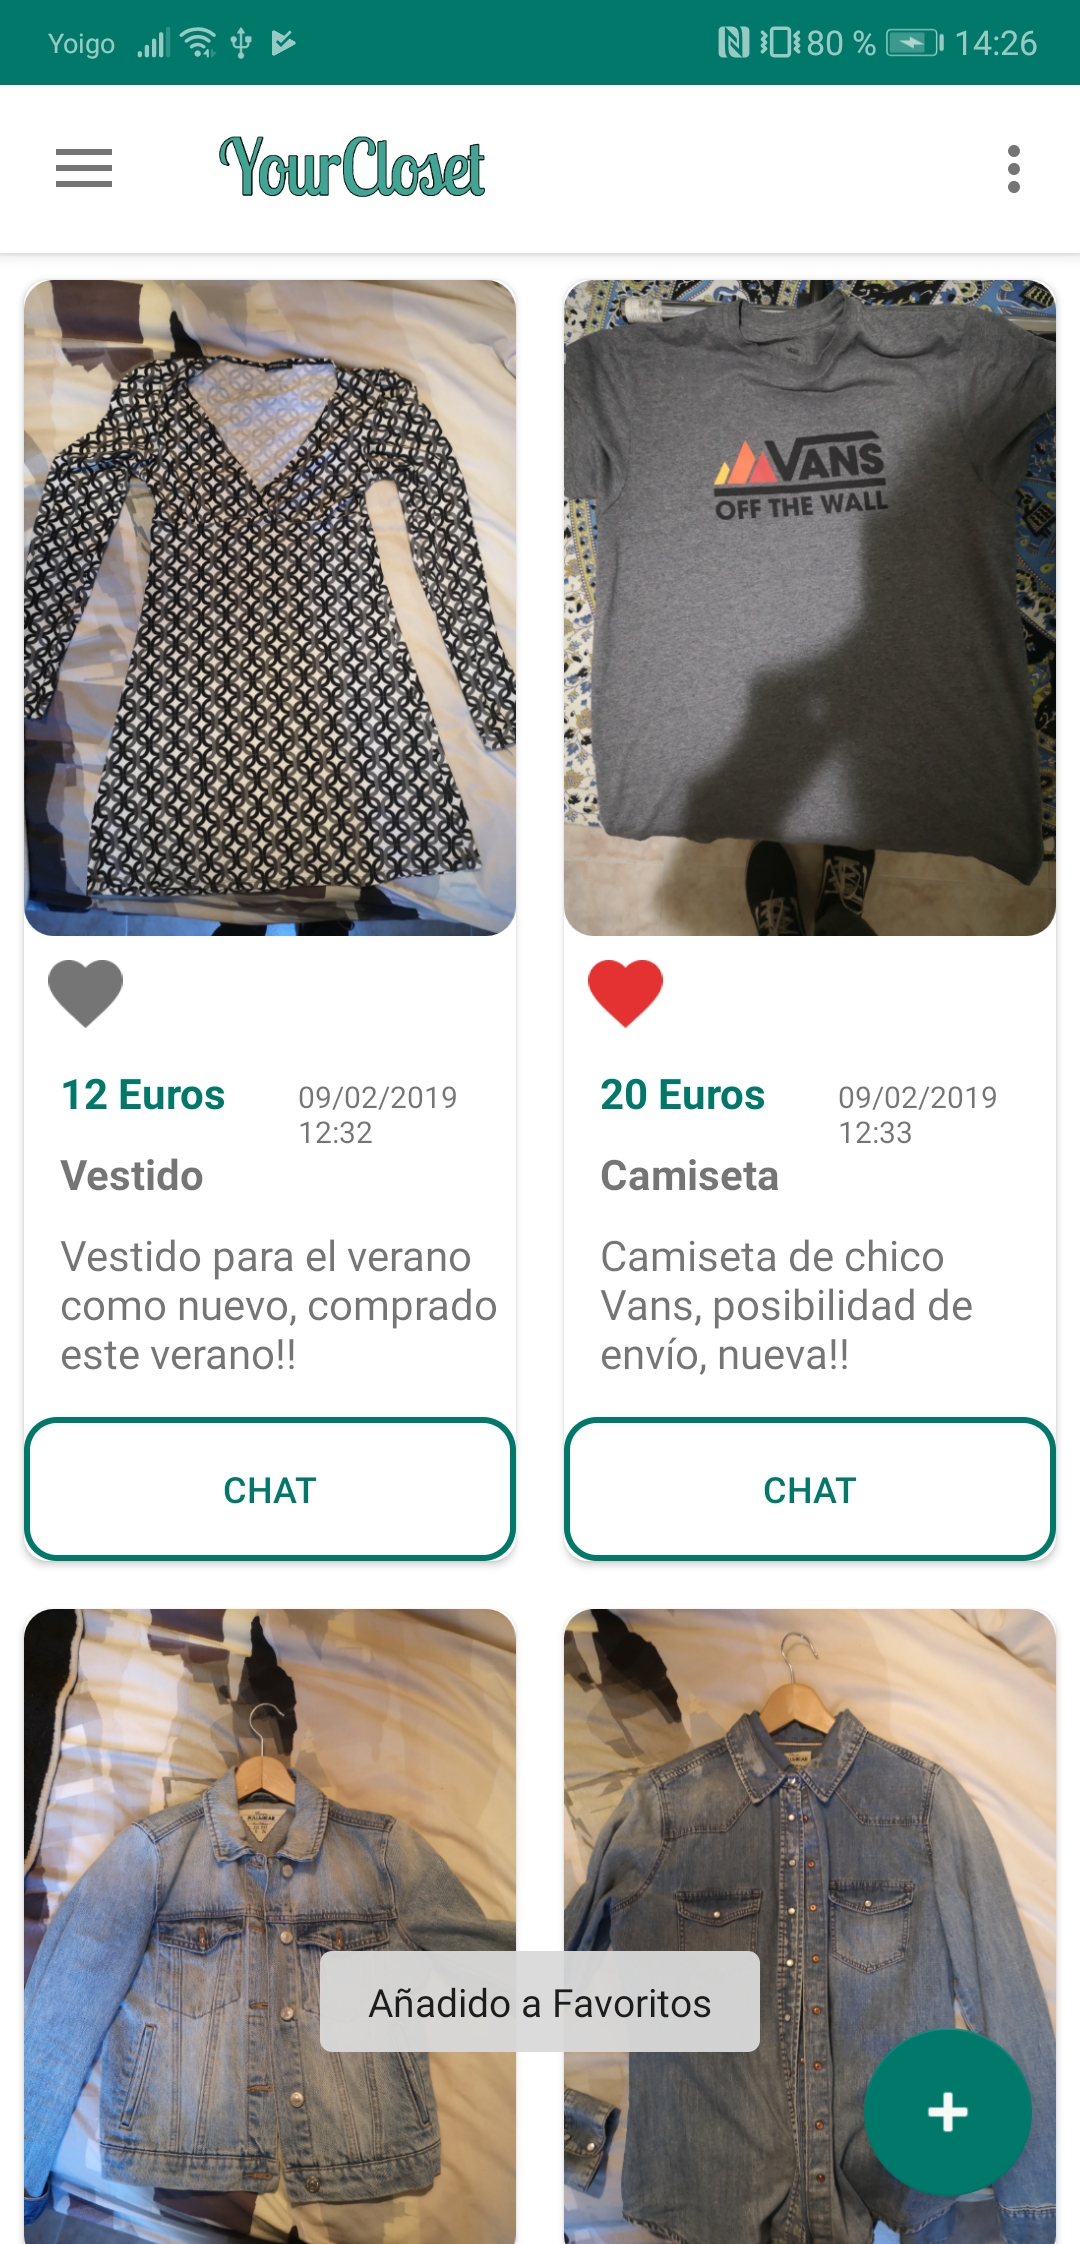 Yoigo 80 % 14:26
YourCloset
VANS
OFF THE WALL
12 Euros
09/02/2019
12:32
Vestido
Vestido para el verano
como nuevo, comprado
este verano!!
CHAT
20 Euros
09/02/2019
12:33
Camiseta
Camiseta de chico
Vans, posibilidad de
envío, nueva!!
CHAT
PULL&BEAR
Añadido a Favoritos